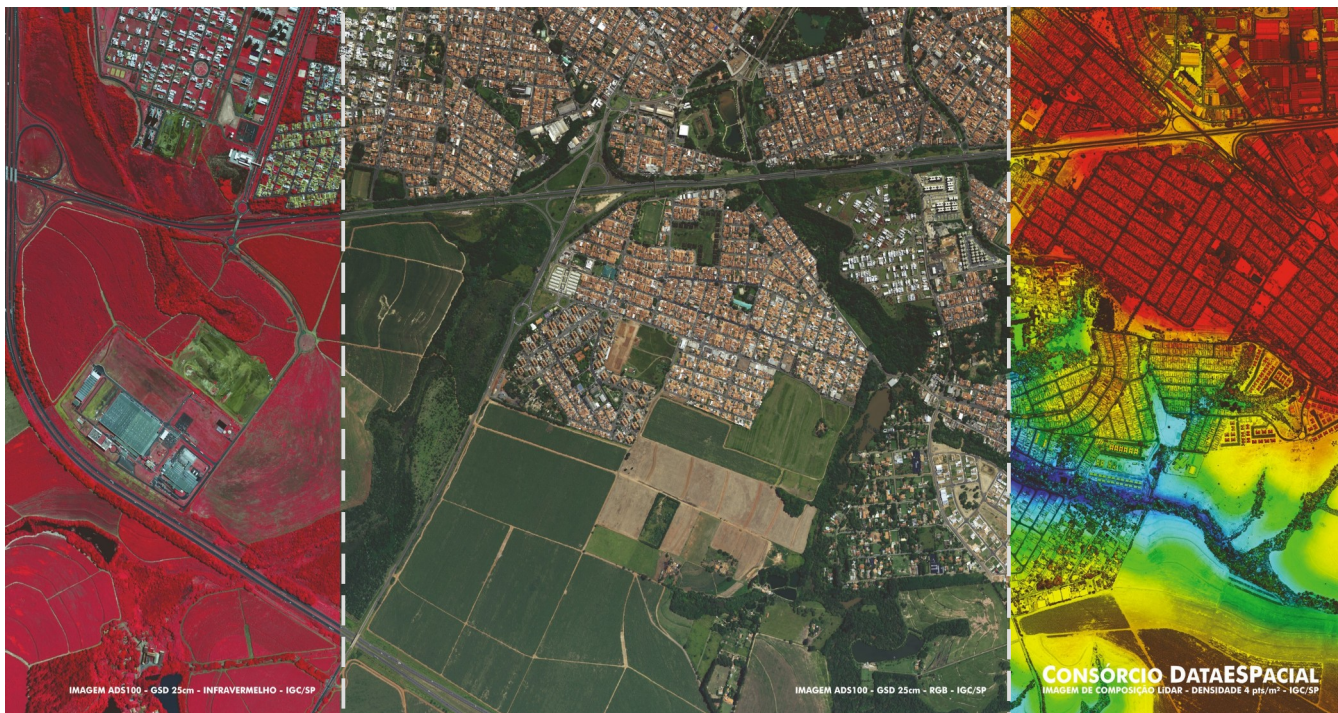 IMAGEM ADS100 - GSD 25cm - INFRAVERMELHO - IGC/SP
IMAGEM ADS100 - GSD 25cm - RGB - IGC/SP
CONSÓRCIO DATAESPACIAL
IMAGEM DE COMPOSIÇÃO LiDAR - DENSIDADE 4 pts/m² - IGC/SP